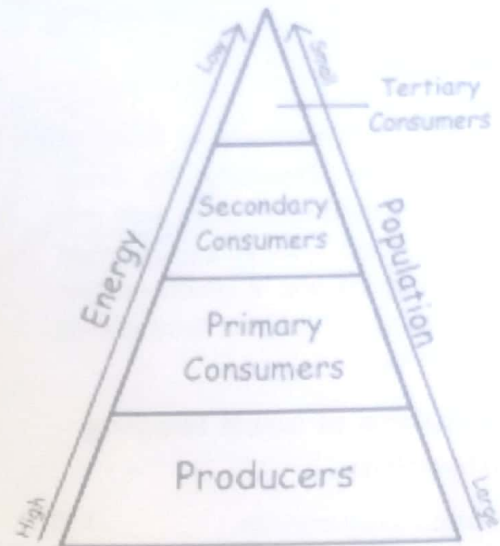 Low
Small
Tertiary
Consumers
Secondary
Consumers
Energy
Population
Primary
Consumers
Producers
High
Large